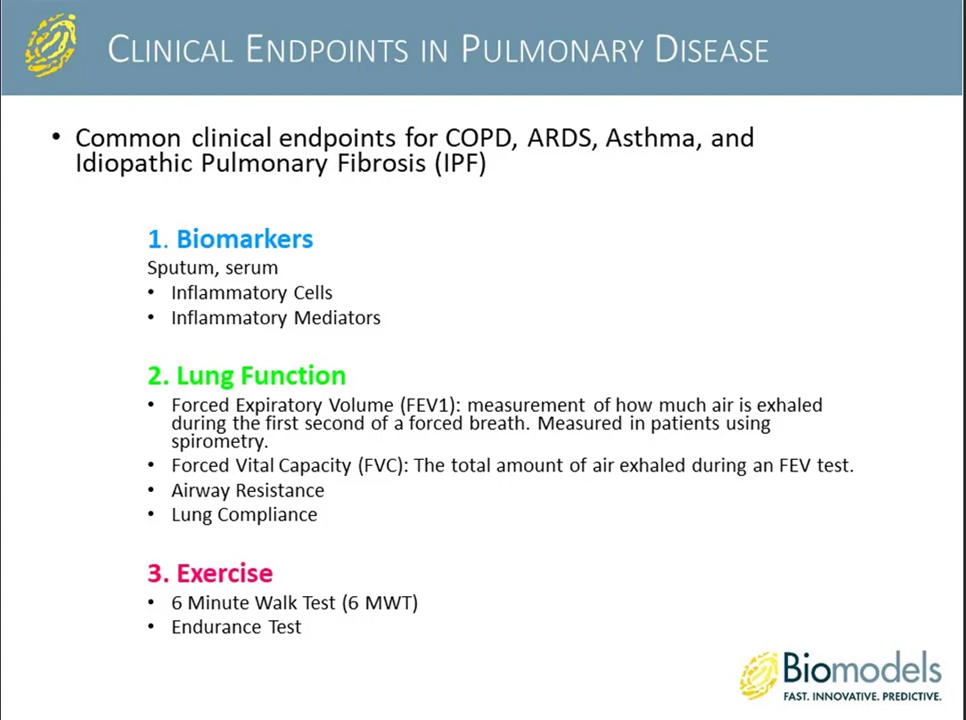 CLINICAL ENDPOINTS IN PULMONARY DISEASE
• Common clinical endpoints for COPD, ARDS, Asthma, and
Idiopathic Pulmonary Fibrosis (IPF)
1. Biomarkers
Sputum, serum
• Inflammatory Cells
• Inflammatory Mediators
2. Lung Function
• Forced Expiratory Volume (FEV1): measurement of how much air is exhaled
during the first second of a forced breath. Measured in patients using
spirometry.
• Forced Vital Capacity (FVC): The total amount of air exhaled during an FEV test.
• Airway Resistance
• Lung Compliance
3. Exercise
• 6 Minute Walk Test (6 MWT)
• Endurance Test
Biomodels
FAST. INNOVATIVE. PREDICTIVE.